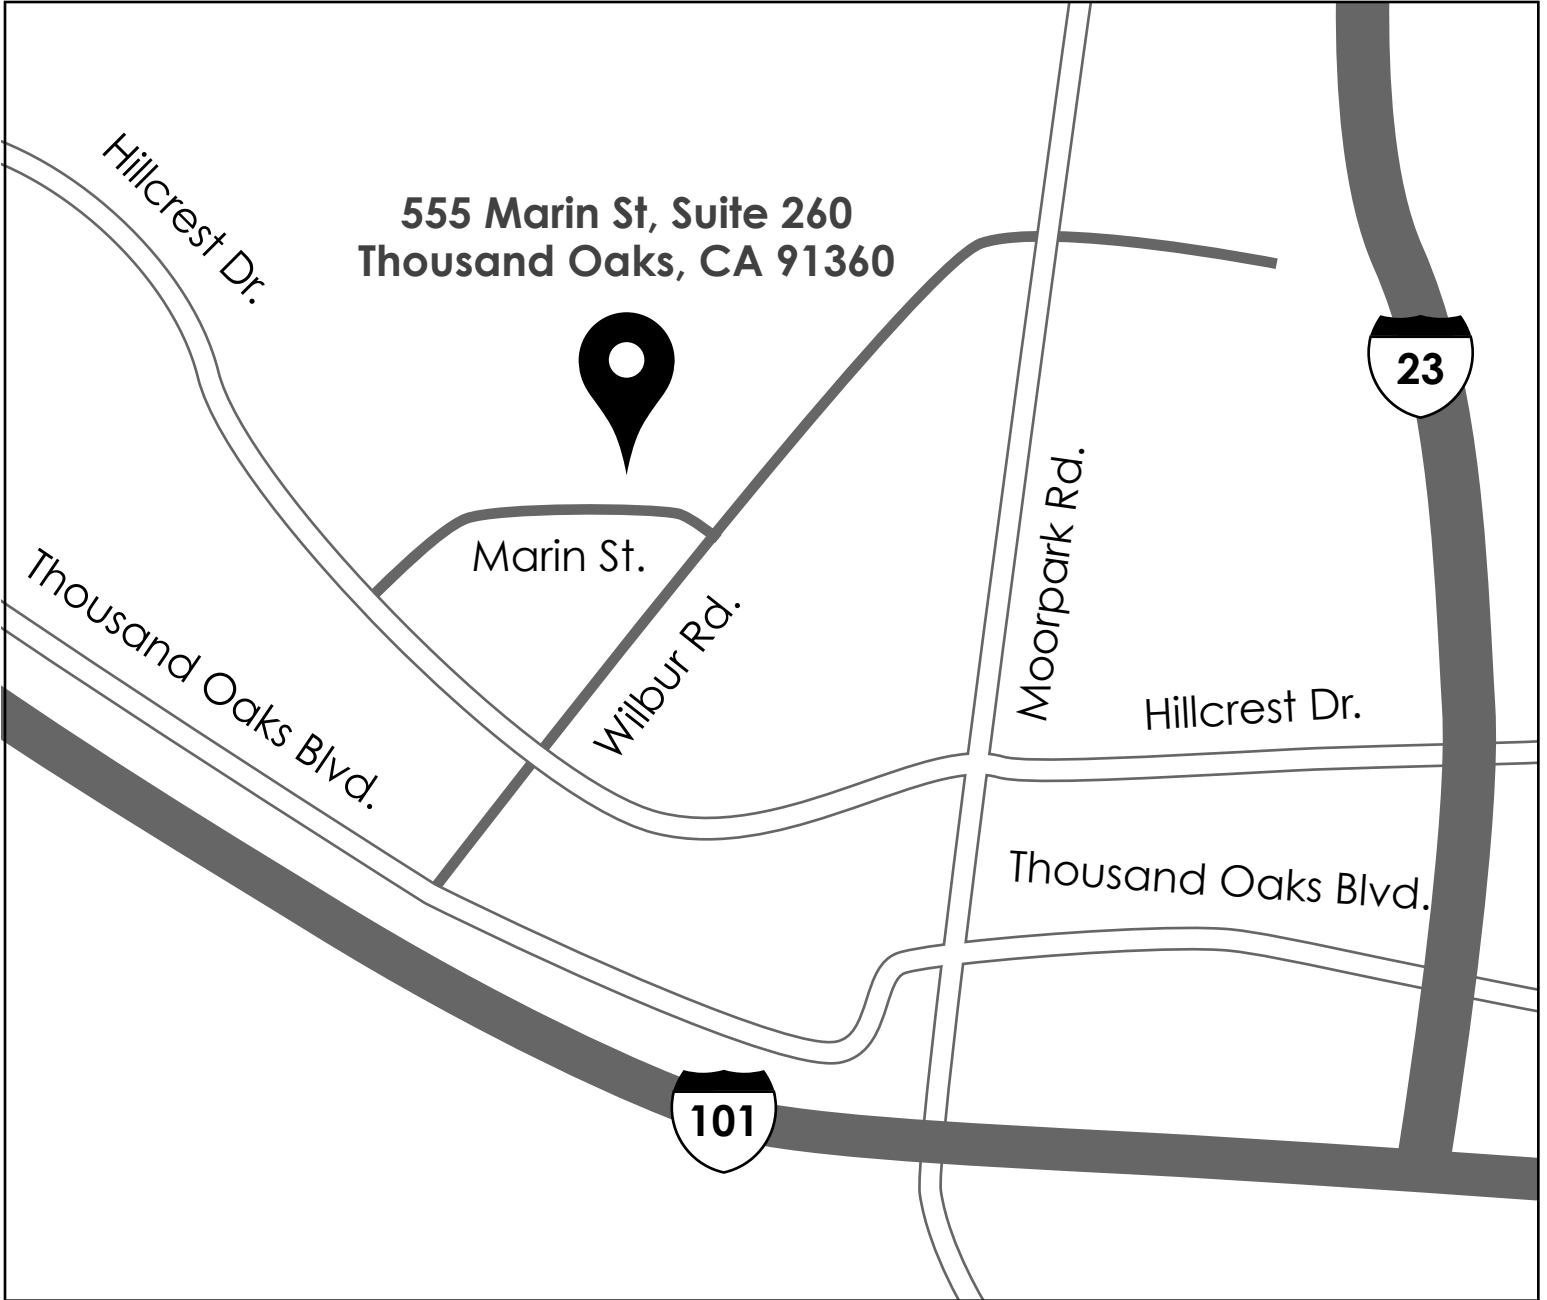 Hillcrest Dr.
555 Marin St, Suite 260
Thousand Oaks, CA 91360
23
Marin St.
Moorpark Rd.
Thousand Oaks Blvd.
Wilbur Rd.
Hillcrest Dr.
Thousand Oaks Blvd.
101